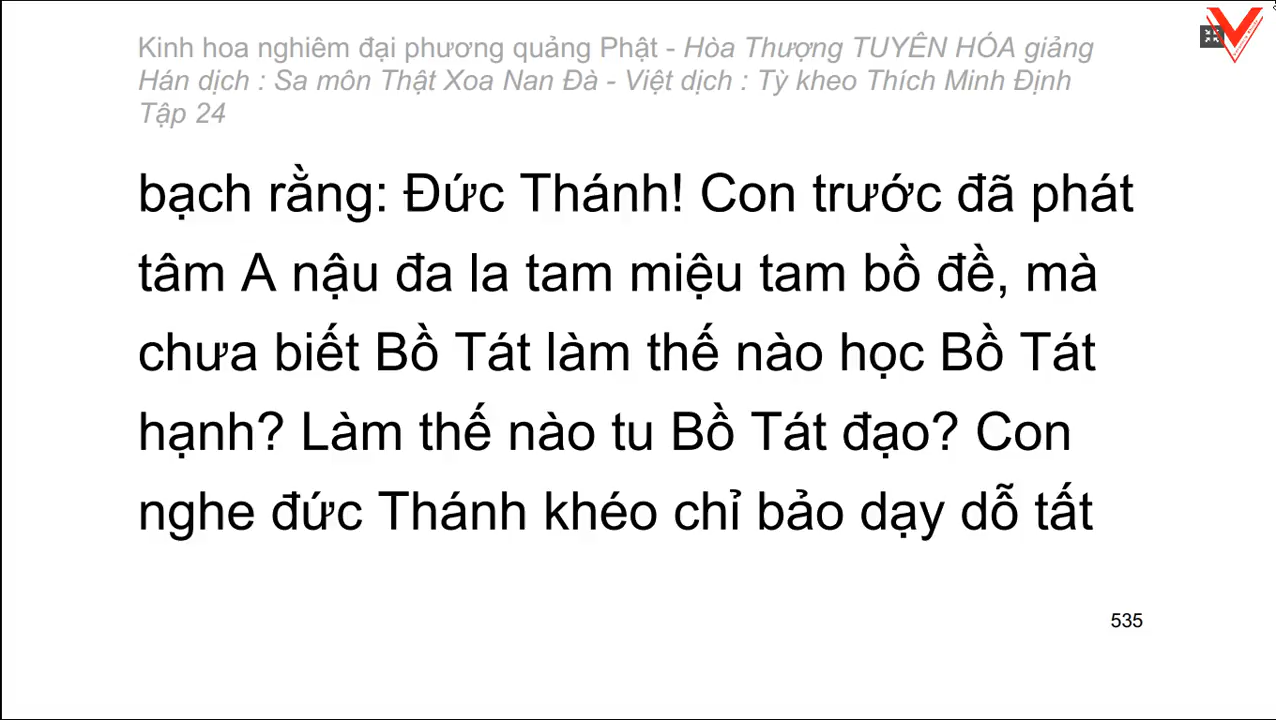 Kinh hoa nghiêm đại phương quảng Phật - Hòa Thượng TUYÊN HÓA giảng
Hán dịch : Sa môn Thật Xoa Nan Đà - Việt dịch : Tỳ kheo Thích Minh Định
Tập 24
bạch rằng: Đức Thánh! Con trước đã phát
tâm A nậu đa la tam miệu tam bồ đề, mà
chưa biết Bồ Tát làm thế nào học Bồ Tát
hạnh? Làm thế nào tu Bồ Tát đạo? Con
nghe đức Thánh khéo chỉ bảo dạy dỗ tất
535